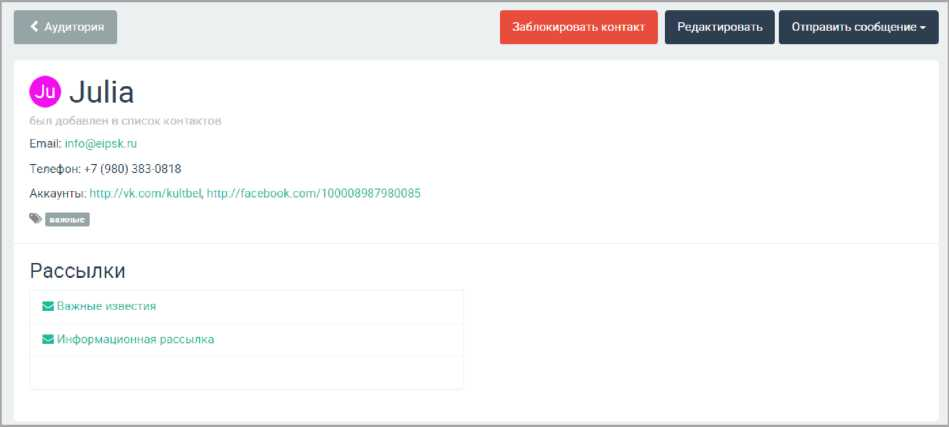 Аудитория
Заблокировать контакт
Редактировать
Отправить сообщение
Ju Julia
был добавлен в список контактов
Email: info@eipsk.ru
Телефон: +7 (980) 383-0818
Аккаунты: http://vk.com/kultbel, http://facebook.com/100008987980085
важные
Рассылки
Важные известия
Информационная рассылка